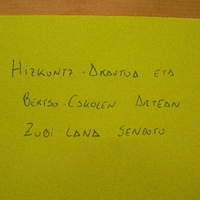 Hizkuntz-Arautua eta
Bertso-Eskolen Artean
Zubi lana sendotu